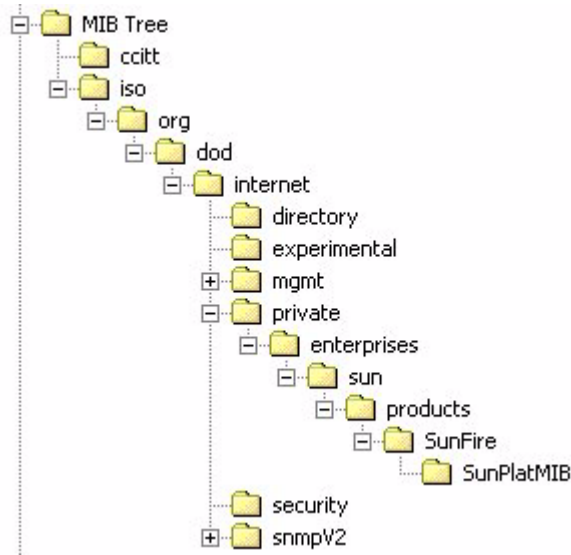 MIB Tree
ccitt
iso
org
dod
internet
directory
experimental
mgmt
private
enterprises
sun
products
SunFire
SunPlatMIB
security
snmpV2